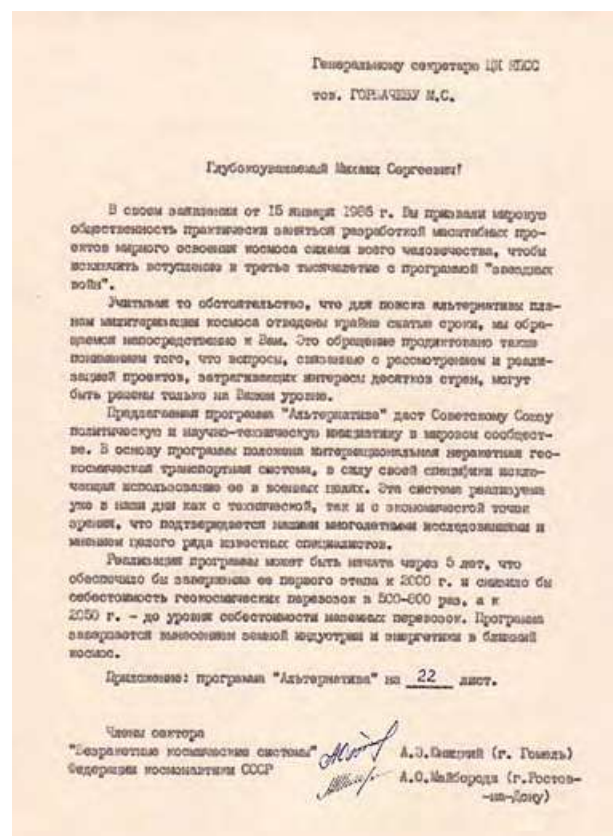 Генеральному секретарю ЦК КПСС
тов. ГОРБАЧЕВУ М.С.
Глубокоуважаемый Михаил Сергеевич!
В своем заявлении от 15 января 1986 г. Вы призвали мировую
общественность практически заняться разработкой масштабных про-
ектов мирного освоения космоса силами всего человечества, чтобы
исключить вступление в третье тысячелетие с программой "звездных
войн".
Учитывая то обстоятельство, что для поиска альтернативы пла-
нам милитаризации космоса отведены крайне сжатые сроки, мы обра-
щаемся непосредственно к Вам. Это обращение продиктовано также
пониманием того, что вопросы, связанные с рассмотрением и реали-
зацией проектов, затрагивающих интересы десятков стран, могут
быть решены только на Вашем уровне.
Предлагаемая программа "Альтернатива" даст Советскому Союзу
политическую и научно-техническую инициативу в мировом сообщест-
ве. В основу программы положена интернациональная неракетная гео-
космическая транспортная система, в силу своей специфики исклю-
чающая использование ее в военных целях. Эта система реализуема
уже в наши дни как с технической, так и с экономической точек
зрения, что подтверждается нашими многолетними исследованиями и
мнением целого ряда известных специалистов.
Реализация программы может быть начата через 5 лет, что
обеспечило бы завершение ее первого этапа к 2000 г. и снизило бы
себестоимость геокосмических перевозок в 500-800 раз, а к
2050 г. - до уровня себестоимости наземных перевозок. Программа
завершается вынесением земной индустрии и энергетики в ближний
космос.
Приложение: программа "Альтернатива" на 22 лист.
Члены сектора
"Безракетные космические системы"
Федерации космонавтики СССР
А.Э.Юницкий (г. Гомель)
А.О.Майборода (г.Ростов-
-на-Дону)